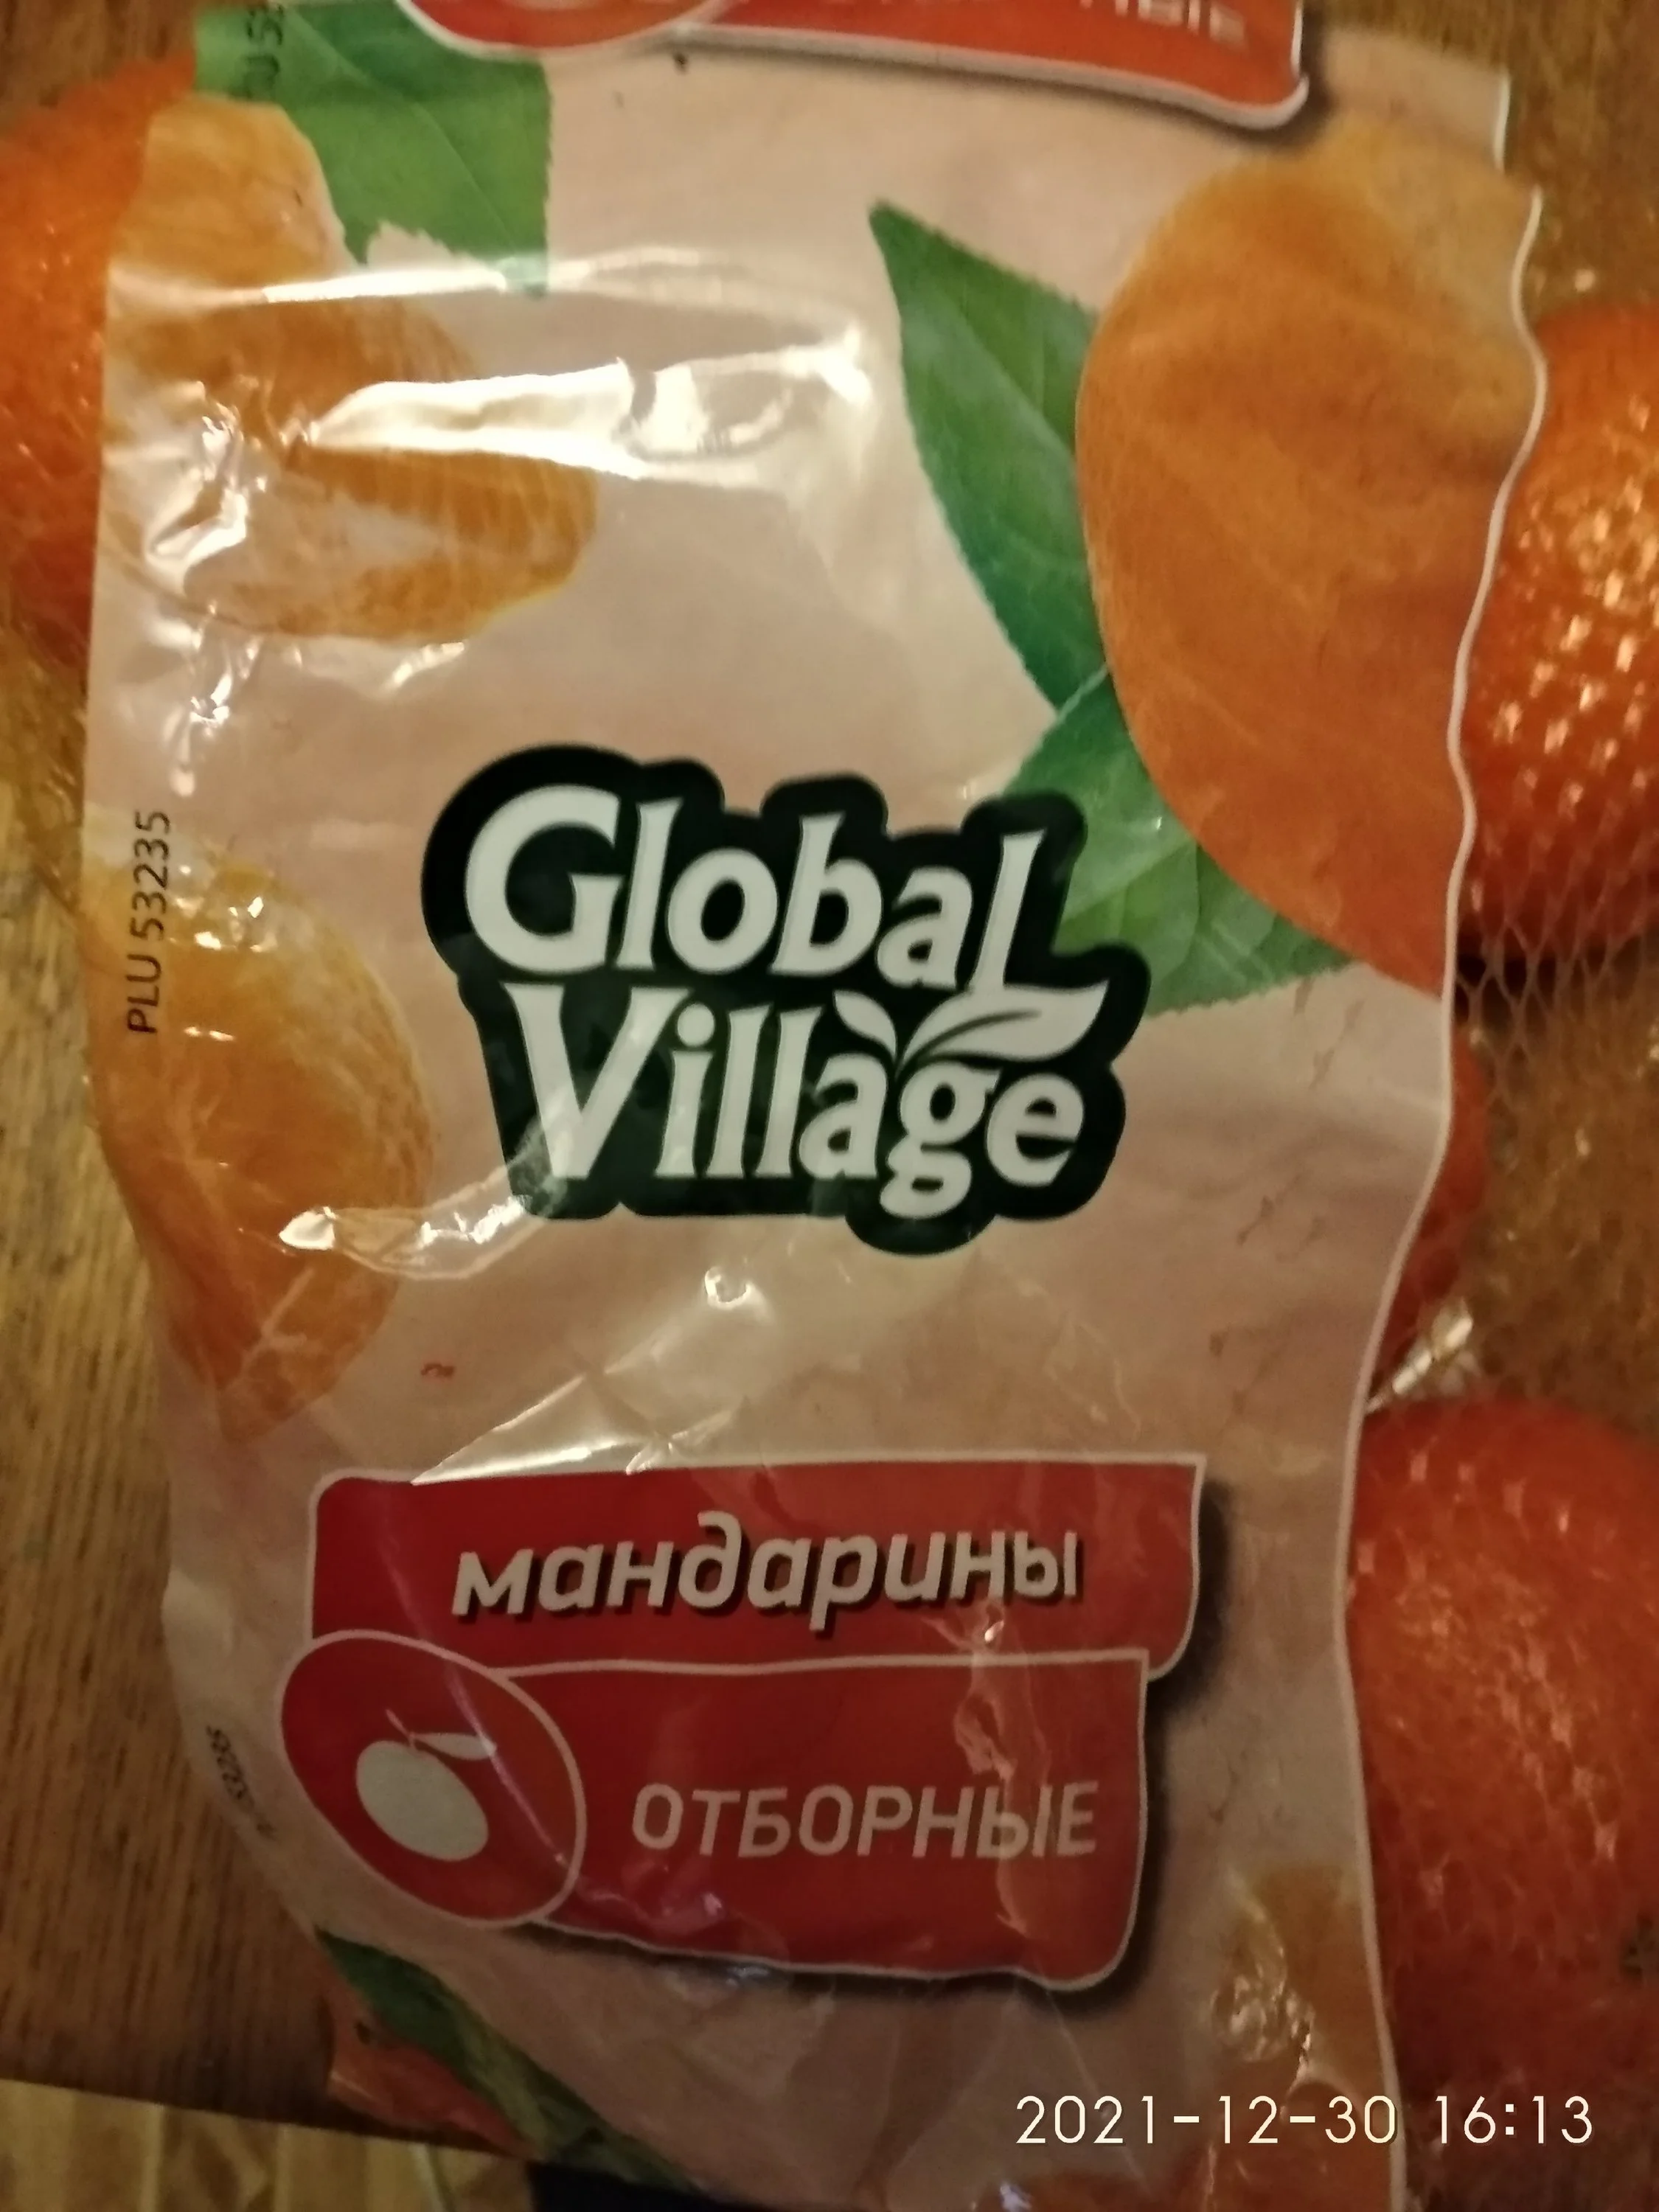 PLU 53235
Global
Village
мандарины
ОТБОРНЫЕ
2021-12-30 16:13